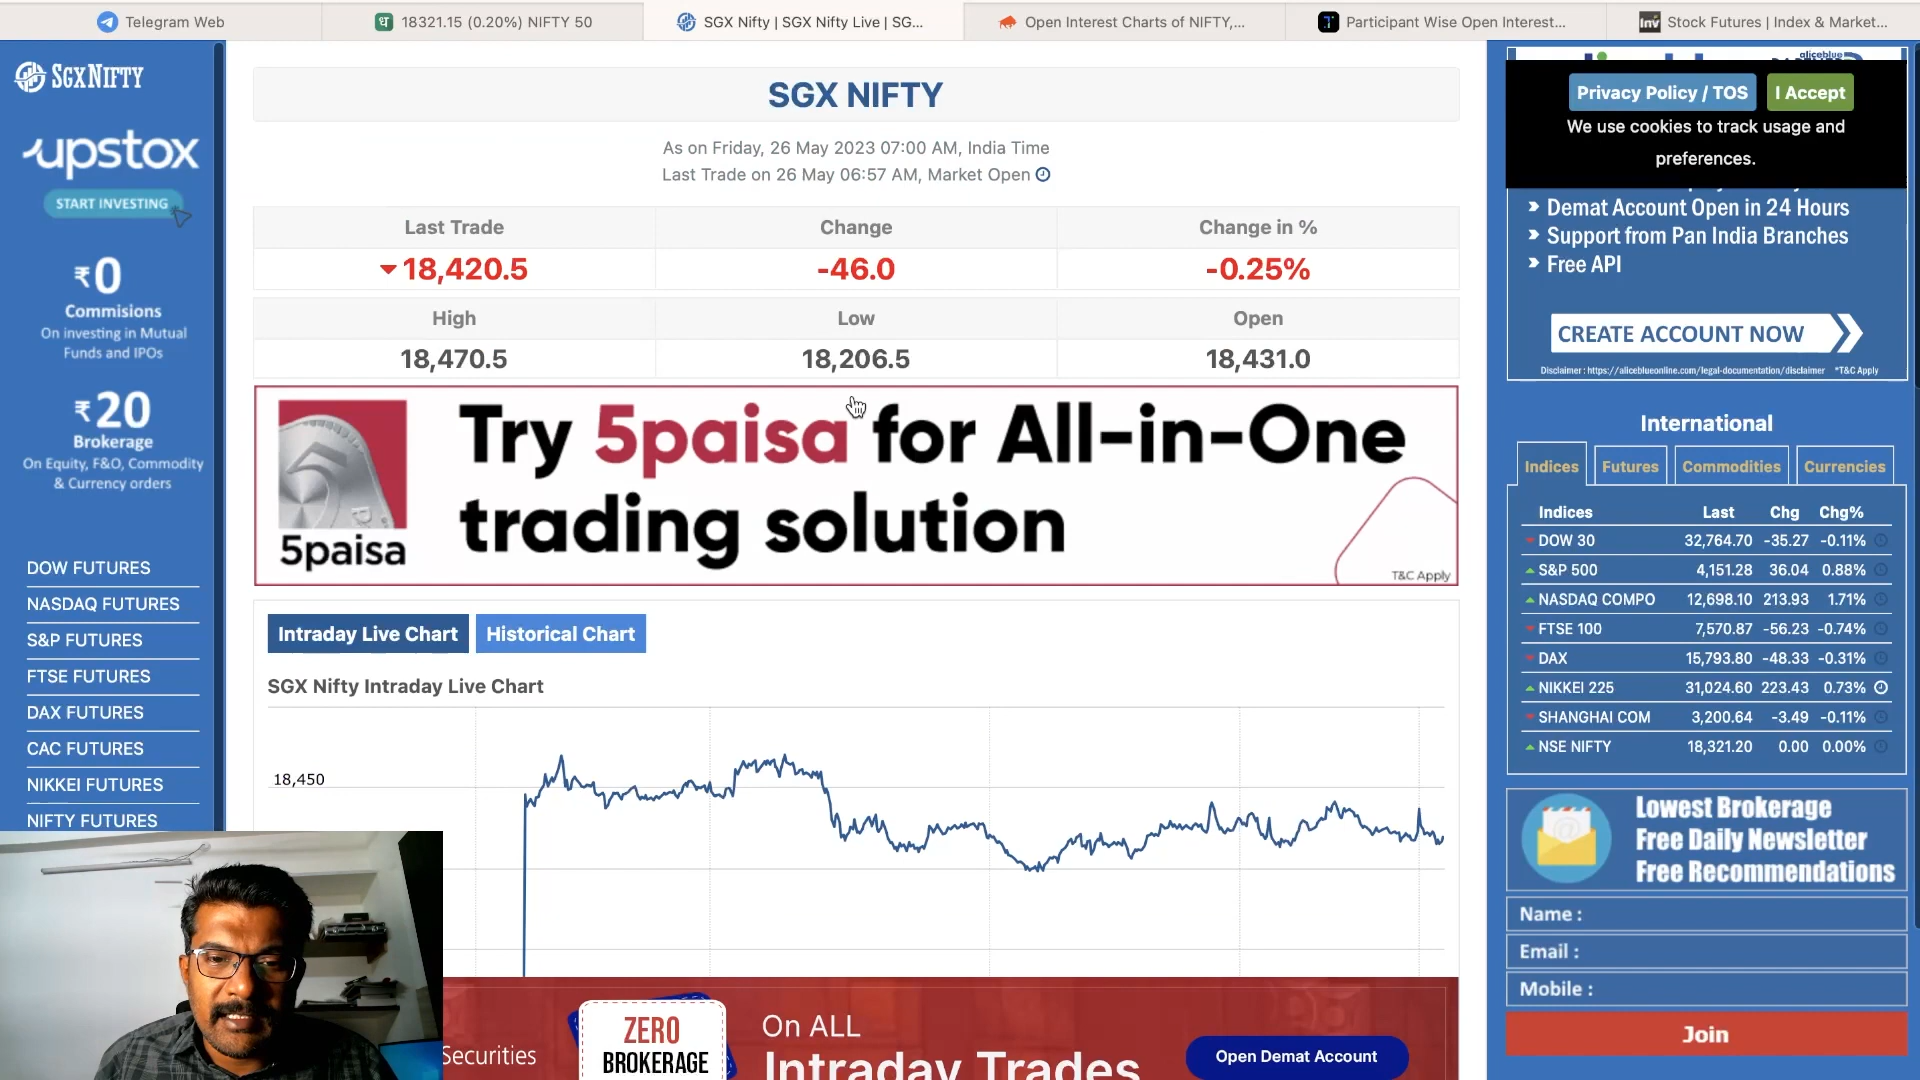 Telegram Web
18321.15 (0.20%) NIFTY 50
SGX Nifty | SGX Nifty Live | SG...
Open Interest Charts of NIFTY,...
Participant Wise Open Interest...
Stock Futures | Index & Market...
SGXNIFTY
upstox
START INVESTING
₹0
Commisions
On investing in Mutual
Funds and IPOs
₹20
Brokerage
On Equity, F&O, Commodity
& Currency orders
DOW FUTURES
NASDAQ FUTURES
S&P FUTURES
FTSE FUTURES
DAX FUTURES
CAC FUTURES
NIKKEI FUTURES
NIFTY FUTURES
SGX NIFTY
As on Friday, 26 May 2023 07:00 AM, India Time
Last Trade on 26 May 06:57 AM, Market Open
Last Trade Change Change in %
18,420.5 -46.0 -0.25%
High Low Open
18,470.5 18,206.5 18,431.0
5paisa
Try 5paisa for All-in-One
trading solution
T&C Apply
Intraday Live Chart Historical Chart
SGX Nifty Intraday Live Chart
18,450
Securities
ZERO
BROKERAGE
On ALL
Intraday Trades
Open Demat Account
aliceblue
Privacy Policy / TOS I Accept
We use cookies to track usage and
preferences.
Demat Account Open in 24 Hours
Support from Pan India Branches
Free API
CREATE ACCOUNT NOW
Disclaimer : https://aliceblueonline.com/legal-documentation/disclaimer *T&C Apply
International
Indices Futures Commodities Currencies
Indices Last Chg Chg%
DOW 30 32,764.70 -35.27 -0.11%
S&P 500 4,151.28 36.04 0.88%
NASDAQ COMPO 12,698.10 213.93 1.71%
FTSE 100 7,570.87 -56.23 -0.74%
DAX 15,793.80 -48.33 -0.31%
NIKKEI 225 31,024.60 223.43 0.73%
SHANGHAI COM 3,200.64 -3.49 -0.11%
NSE NIFTY 18,321.20 0.00 0.00%
Lowest Brokerage
Free Daily Newsletter
Free Recommendations
Name :
Email :
Mobile :
Join